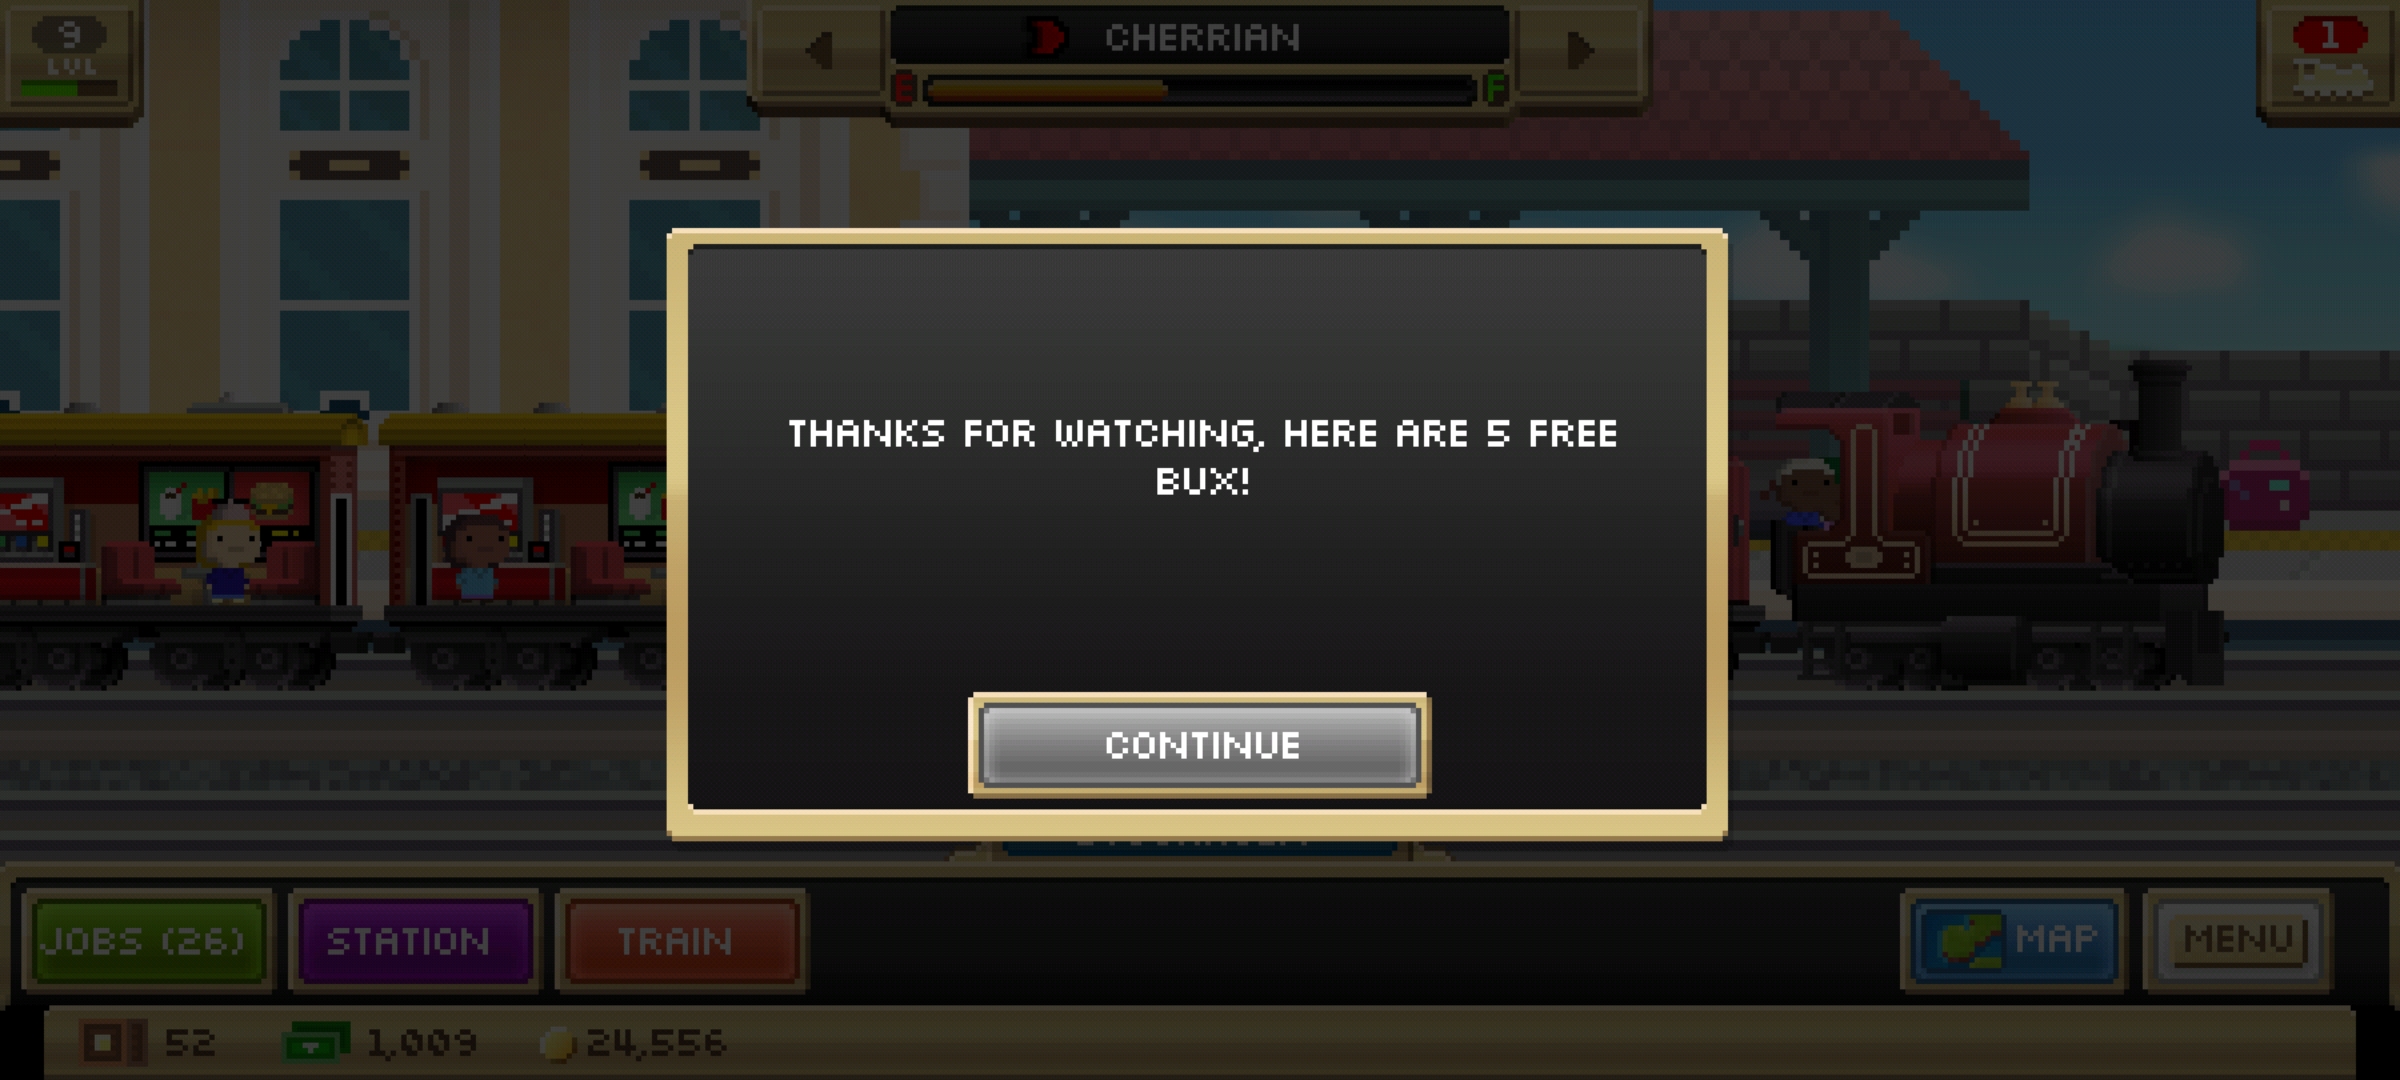 9
LVL
CHERRIAN
E
F
1
THANKS FOR WATCHING, HERE ARE 5 FREE
BUX!
CONTINUE
JOBS (26)
STATION
TRAIN
MAP
MENU
52
1,009
24,556